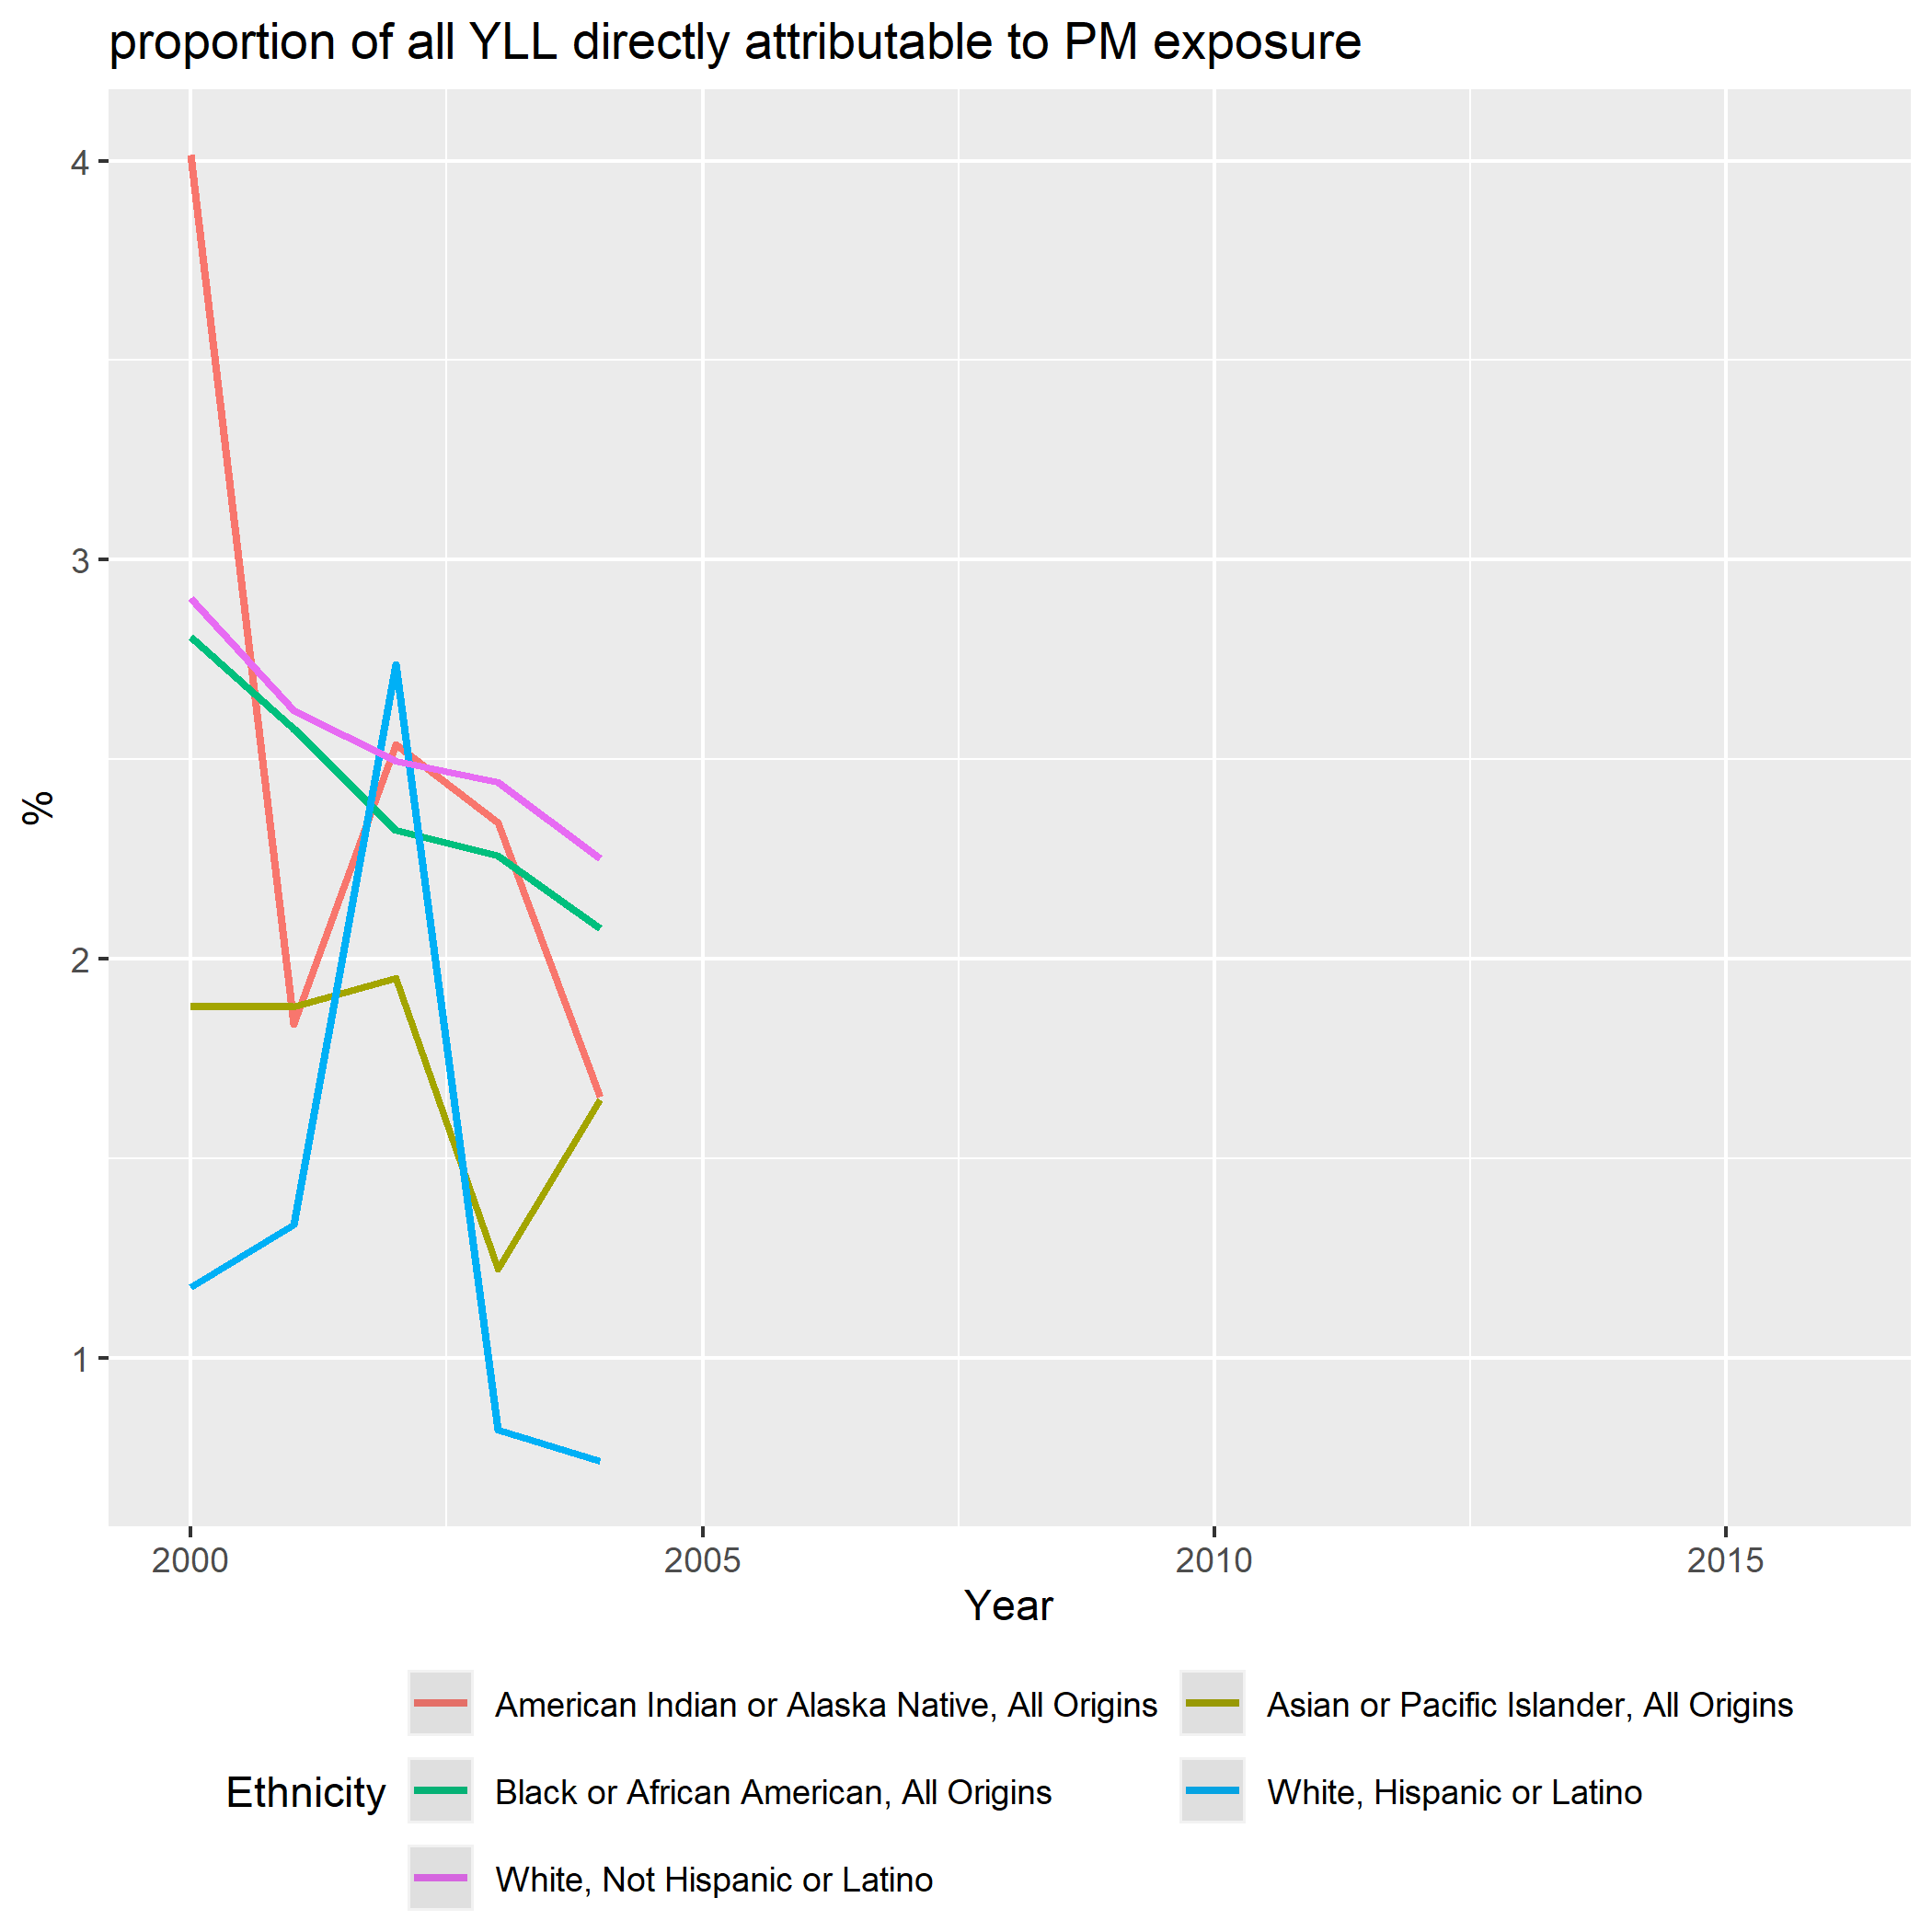 proportion of all YLL directly attributable to PM exposure
4
3
2
1
%
2000 2005 2010 2015
Year
Ethnicity
American Indian or Alaska Native, All Origins
Asian or Pacific Islander, All Origins
Black or African American, All Origins
White, Hispanic or Latino
White, Not Hispanic or Latino